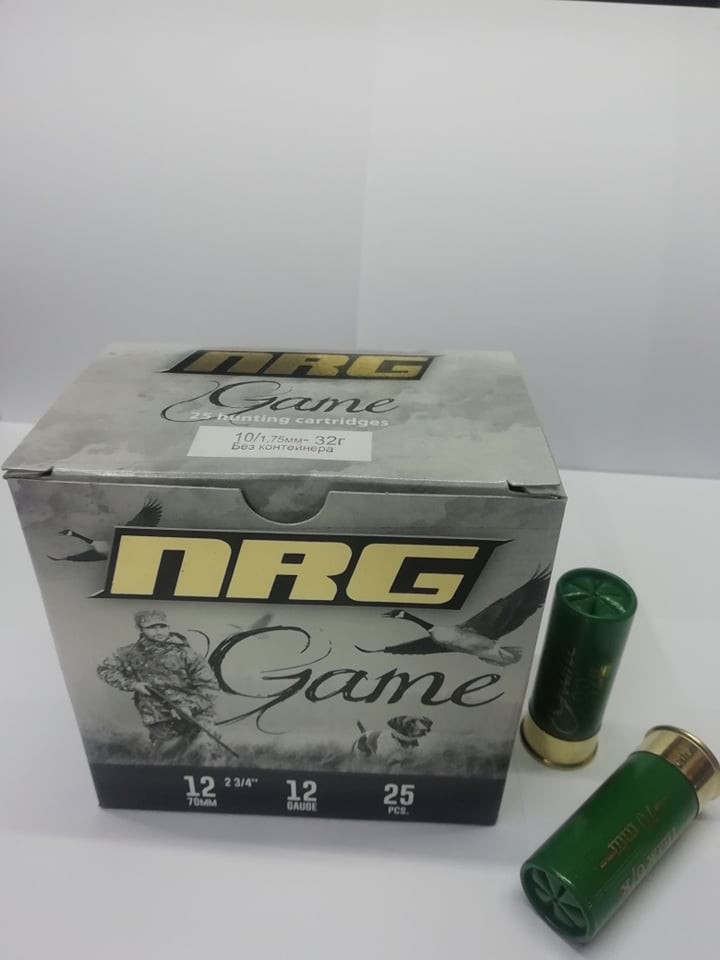 NRG
Game
25 hunting cartridges
10/1,75мм- 32г
Без контейнера
NRG
Game
12 2 3/4" 12 25
70мм GAUGE PCS.